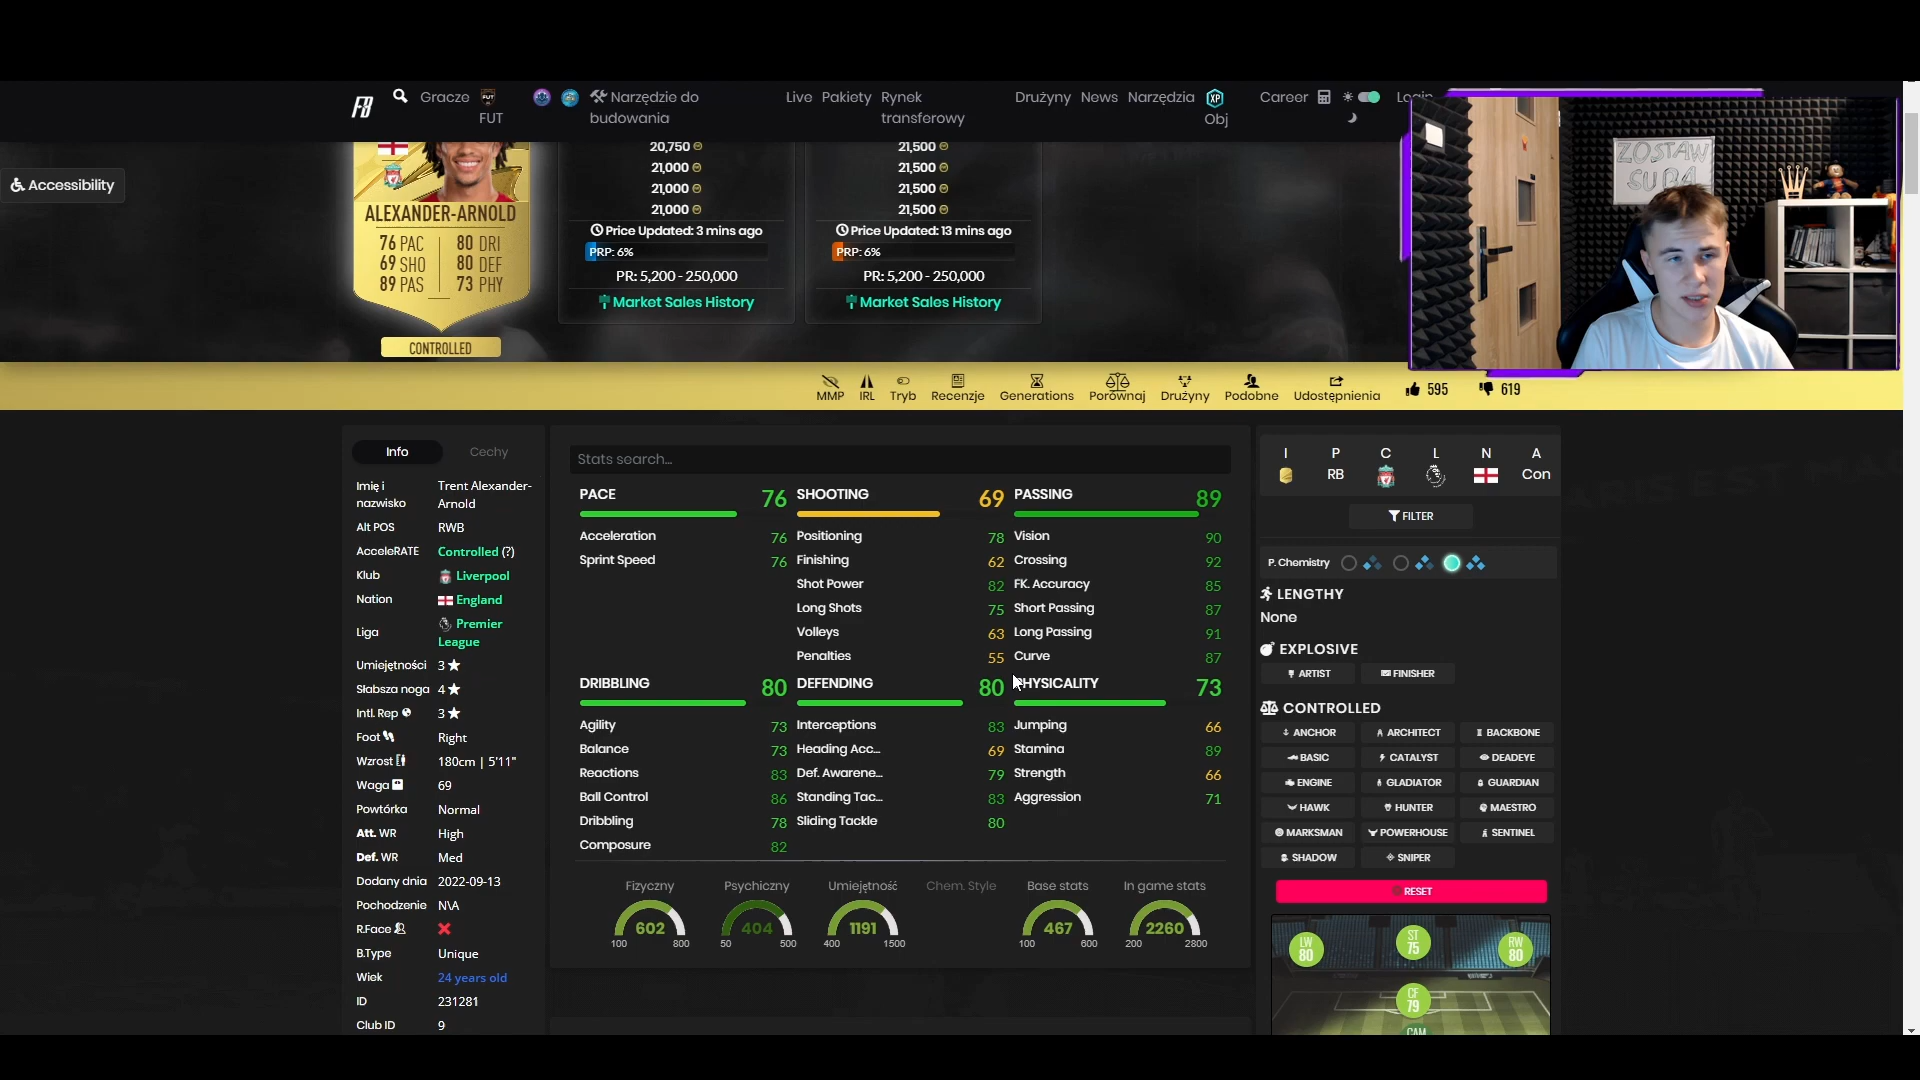 Gracze
FUT
Narzędzie do
budowania
Live
Pakiety
Rynek
transferowy
Drużyny
News
Narzędzia
XP
Obj
Career
Login
Accessibility
ALEXANDER-ARNOLD
76 PAC
80 DRI
69 SHO
80 DEF
89 PAS
73 PHY
CONTROLLED
20,750
21,000
21,000
21,000
Price Updated: 3 mins ago
PRP: 6%
PR: 5,200 - 250,000
Market Sales History
21,500
21,500
21,500
21,500
Price Updated: 13 mins ago
PRP: 6%
PR: 5,200 - 250,000
Market Sales History
ZOSTAW
SUBA
MMP
IRL
Tryb
Recenzje
Generations
Porównaj
Drużyny
Podobne
Udostępnienia
595
619
Info
Cechy
Imię i
nazwisko
Trent Alexander-
Arnold
Alt POS
RWB
AcceleRATE
Controlled (?)
Klub
Liverpool
Nation
England
Liga
Premier
League
Umiejętności
3
Słabsza noga
4
Intl. Rep
3
Foot
Right
Wzrost
180cm | 5'11"
Waga
69
Powtórka
Normal
Att. WR
High
Def. WR
Med
Dodany dnia
2022-09-13
Pochodzenie
N\A
R.Face
B.Type
Unique
Wiek
24 years old
ID
231281
Club ID
9
Stats search...
PACE 76
Acceleration 76
Sprint Speed 76
SHOOTING 69
Positioning 78
Finishing 62
Shot Power 82
Long Shots 75
Volleys 63
Penalties 55
PASSING 89
Vision 90
Crossing 92
FK. Accuracy 85
Short Passing 87
Long Passing 91
Curve 87
DRIBBLING 80
Agility 73
Balance 73
Reactions 83
Ball Control 86
Dribbling 78
Composure 82
DEFENDING 80
Interceptions 83
Heading Acc... 69
Def. Awarene... 79
Standing Tac... 83
Sliding Tackle 80
PHYSICALITY 73
Jumping 66
Stamina 89
Strength 66
Aggression 71
Fizyczny
602
100 800
Psychiczny
404
50 500
Umiejętność
1191
400 1500
Chem. Style
Base stats
467
100 600
In game stats
2260
200 2800
I P C L N A
RB
Con
FILTER
P. Chemistry
LENGTHY
None
EXPLOSIVE
ARTIST
FINISHER
CONTROLLED
ANCHOR
ARCHITECT
BACKBONE
BASIC
CATALYST
DEADEYE
ENGINE
GLADIATOR
GUARDIAN
HAWK
HUNTER
MAESTRO
MARKSMAN
POWERHOUSE
SENTINEL
SHADOW
SNIPER
RESET
LW
80
ST
75
RW
80
CF
79
CAM